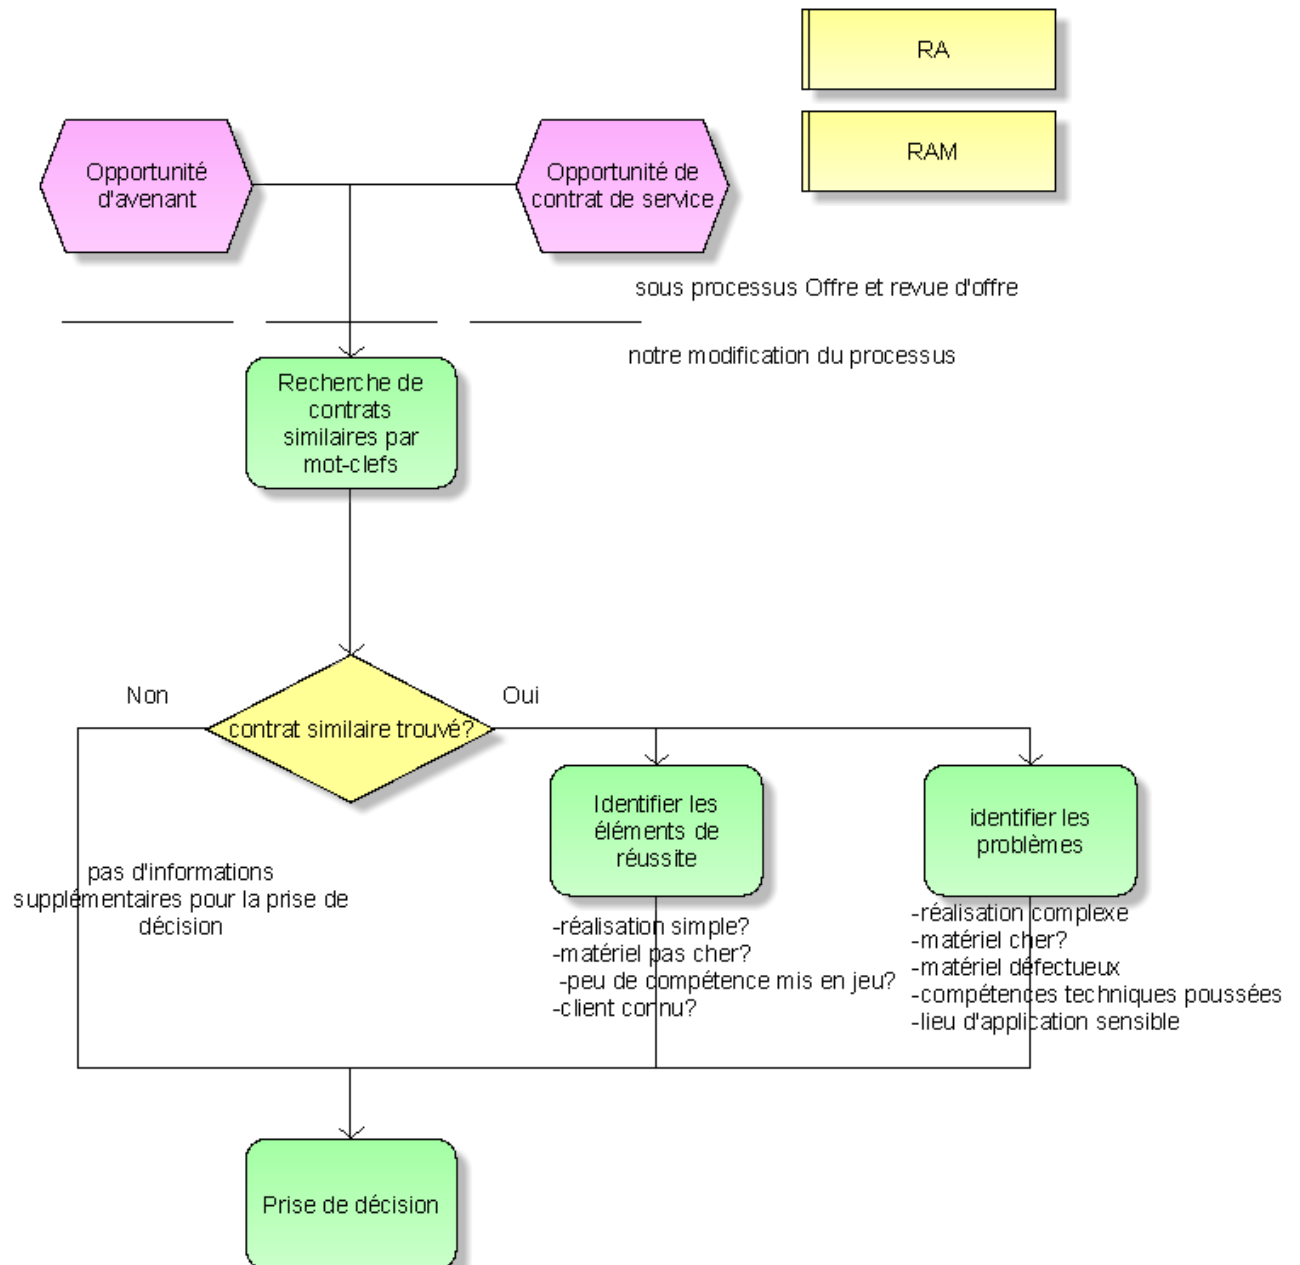 RA
RAM
Opportunité
d'avenant
Opportunité de
contrat de service
sous processus Offre et revue d'offre
notre modification du processus
Recherche de
contrats
similaires par
mot-clefs
Non
Oui
contrat similaire trouvé?
Identifier les
éléments de
réussite
identifier les
problèmes
pas d'informations
supplémentaires pour la prise de
décision
-réalisation simple?
-matériel pas cher?
-peu de compétence mis en jeu?
-client connu?
-réalisation complexe
-matériel cher?
-matériel défectueux
-compétences techniques poussées
-lieu d'application sensible
Prise de décision